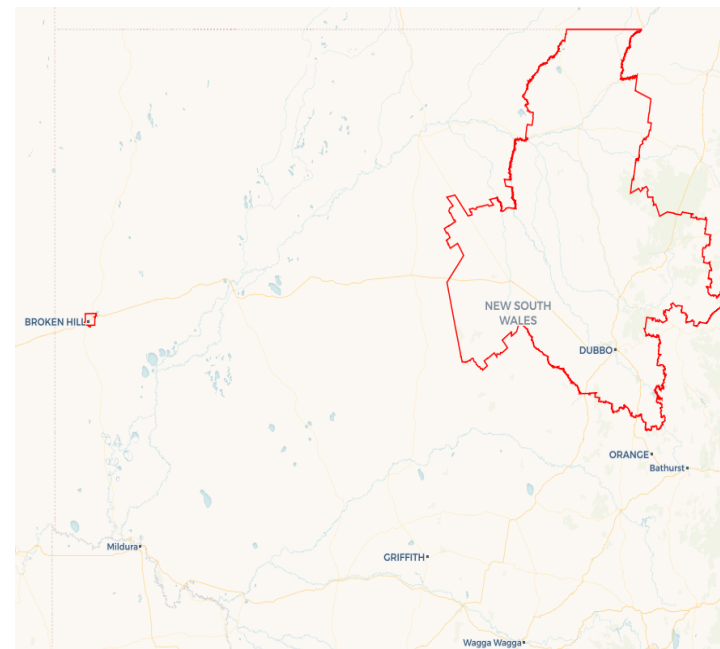 NEW SOUTH
WALES
BROKEN HILL
DUBBO
ORANGE
Bathurst
Mildura
GRIFFITH
Wagga Wagga